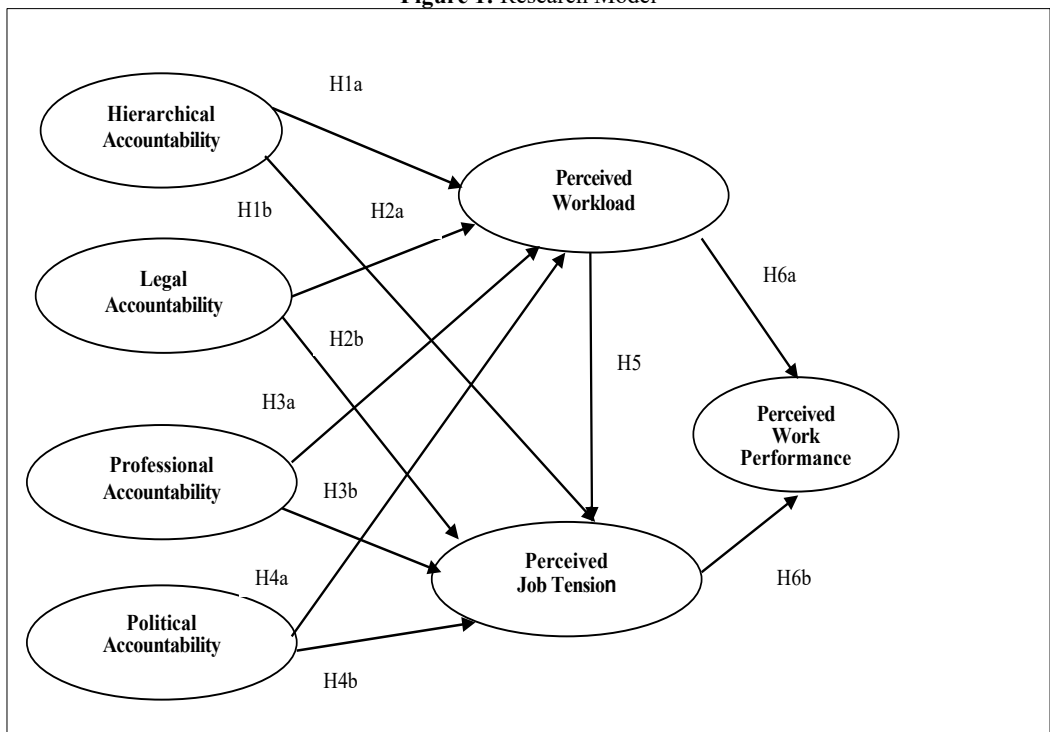 Figure 1. Research Model
H1a
Hierarchical
Accountability
Perceived
Workload
H1b
H2a
Legal
Accountability
H6a
H2b
H5
H3a
Perceived
Work
Performance
Professional
Accountability
H3b
Perceived
Job Tension
H4a
H6b
Political
Accountability
H4b